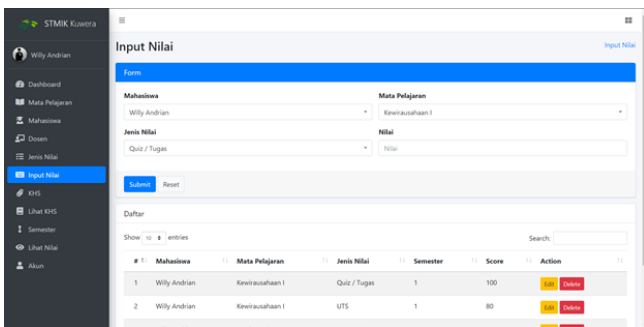 STMIK Kuwera
Willy Andrian
Dashboard
Mata Pelajaran
Mahasiswa
Dosen
Jenis Nilai
Input Nilai
KHS
Lihat KHS
Semester
Lihat Nilai
Akun
Input Nilai
Input Nilai
Form
Mahasiswa Mata Pelajaran
Willy Andrian Kewirausahaan I
Jenis Nilai Nilai
Quiz / Tugas Nilai
Submit Reset
Daftar
Show 10 entries Search:
# Mahasiswa Mata Pelajaran Jenis Nilai Semester Score Action
1 Willy Andrian Kewirausahaan I Quiz / Tugas 1 100 Edit Delete
2 Willy Andrian Kewirausahaan I UTS 1 80 Edit Delete